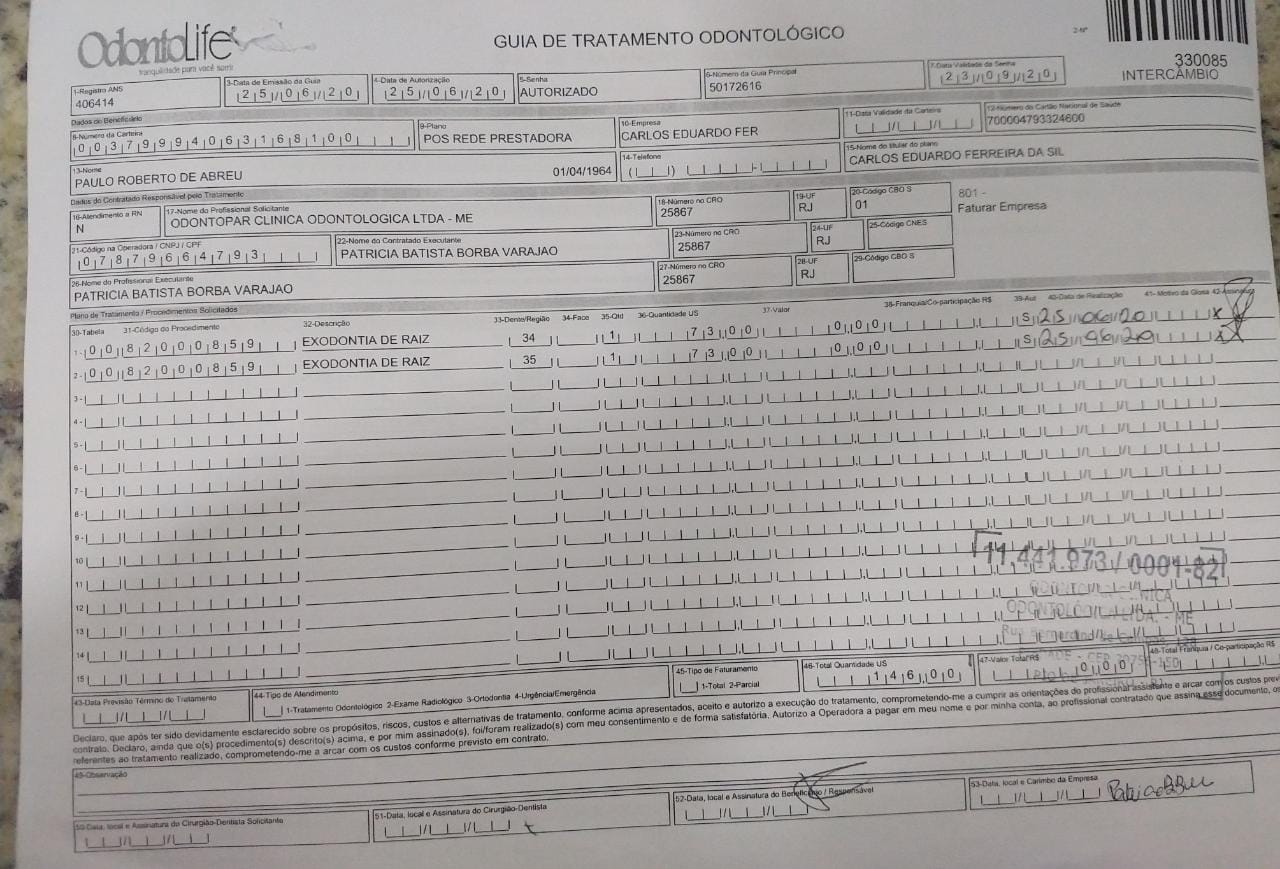 OdontoLife
tranquilidade para você sorrir
GUIA DE TRATAMENTO ODONTOLÓGICO
2-Nº
330085
INTERCÂMBIO
1-Registro ANS
406414
3-Data de Emissão da Guia
25/06/20
4-Data de Autorização
25/06/20
5-Senha
AUTORIZADO
6-Número da Guia Principal
50172616
7-Data Validade da Senha
23/09/20
Dados do Beneficiário
8-Número da Carteira
00379994063168100
9-Plano
POS REDE PRESTADORA
10-Empresa
CARLOS EDUARDO FER
11-Data Validade da Carteira
12-Número do Cartão Nacional de Saúde
700004793324600
13-Nome
PAULO ROBERTO DE ABREU 01/04/1964
14-Telefone
15-Nome do titular do plano
CARLOS EDUARDO FERREIRA DA SIL
Dados do Contratado Responsável pelo Tratamento
16-Atendimento a RN
N
17-Nome do Profissional Solicitante
ODONTOPAR CLINICA ODONTOLOGICA LTDA - ME
18-Número no CRO
25867
19-UF
RJ
20-Código CBO S
01
801 -
Faturar Empresa
21-Código na Operadora / CNPJ / CPF
07879664793
22-Nome do Contratado Executante
PATRICIA BATISTA BORBA VARAJAO
23-Número no CRO
25867
24-UF
RJ
25-Código CNES
26-Nome do Profissional Executante
PATRICIA BATISTA BORBA VARAJAO
27-Número no CRO
25867
28-UF
RJ
29-Código CBO S
Plano de Tratamento / Procedimentos Solicitados
30-Tabela 31-Código do Procedimento 32-Descrição 33-Dente/Região 34-Face 35-Qtd 36-Quantidade US 37-Valor 38-Franquia/Co-participação R$ 39-Aut 40-Data de Realização 41- Motivo da Glosa 42-Assinatura
1- 00 82000859 EXODONTIA DE RAIZ 34 1 73,00 0,00 S 25 06 20 x
2- 00 82000859 EXODONTIA DE RAIZ 35 1 73,00 0,00 S 25 06 20 x
3-
4-
5-
6-
7-
8-
9-
10
11
12
13
14
15
11.441.973/0001-82
ODONTOLÓGICA LTDA. - ME
43-Data Previsão Término do Tratamento
44-Tipo de Atendimento
1-Tratamento Odontológico 2-Exame Radiológico 3-Ortodontia 4-Urgência/Emergência
45-Tipo de Faturamento
1-Total 2-Parcial
46-Total Quantidade US
146,00
47-Valor Total R$
0,00
48-Total Franquia / Co-participação R$
Declaro, que após ter sido devidamente esclarecido sobre os propósitos, riscos, custos e alternativas de tratamento, conforme acima apresentados, aceito e autorizo a execução do tratamento, comprometendo-me a cumprir as orientações do profissional assistente e arcar com os custos previ
contrato. Declaro, ainda que o(s) procedimento(s) descrito(s) acima, e por mim assinado(s), foi/foram realizado(s) com meu consentimento e de forma satisfatória. Autorizo a Operadora a pagar em meu nome e por minha conta, ao profissional contratado que assina esse documento, os
referentes ao tratamento realizado, comprometendo-me a arcar com os custos conforme previsto em contrato.
49-Observação
50-Data, local e Assinatura do Cirurgião-Dentista Solicitante
51-Data, local e Assinatura do Cirurgião-Dentista
52-Data, local e Assinatura do Beneficiário / Responsável
53-Data, local e Carimbo da Empresa